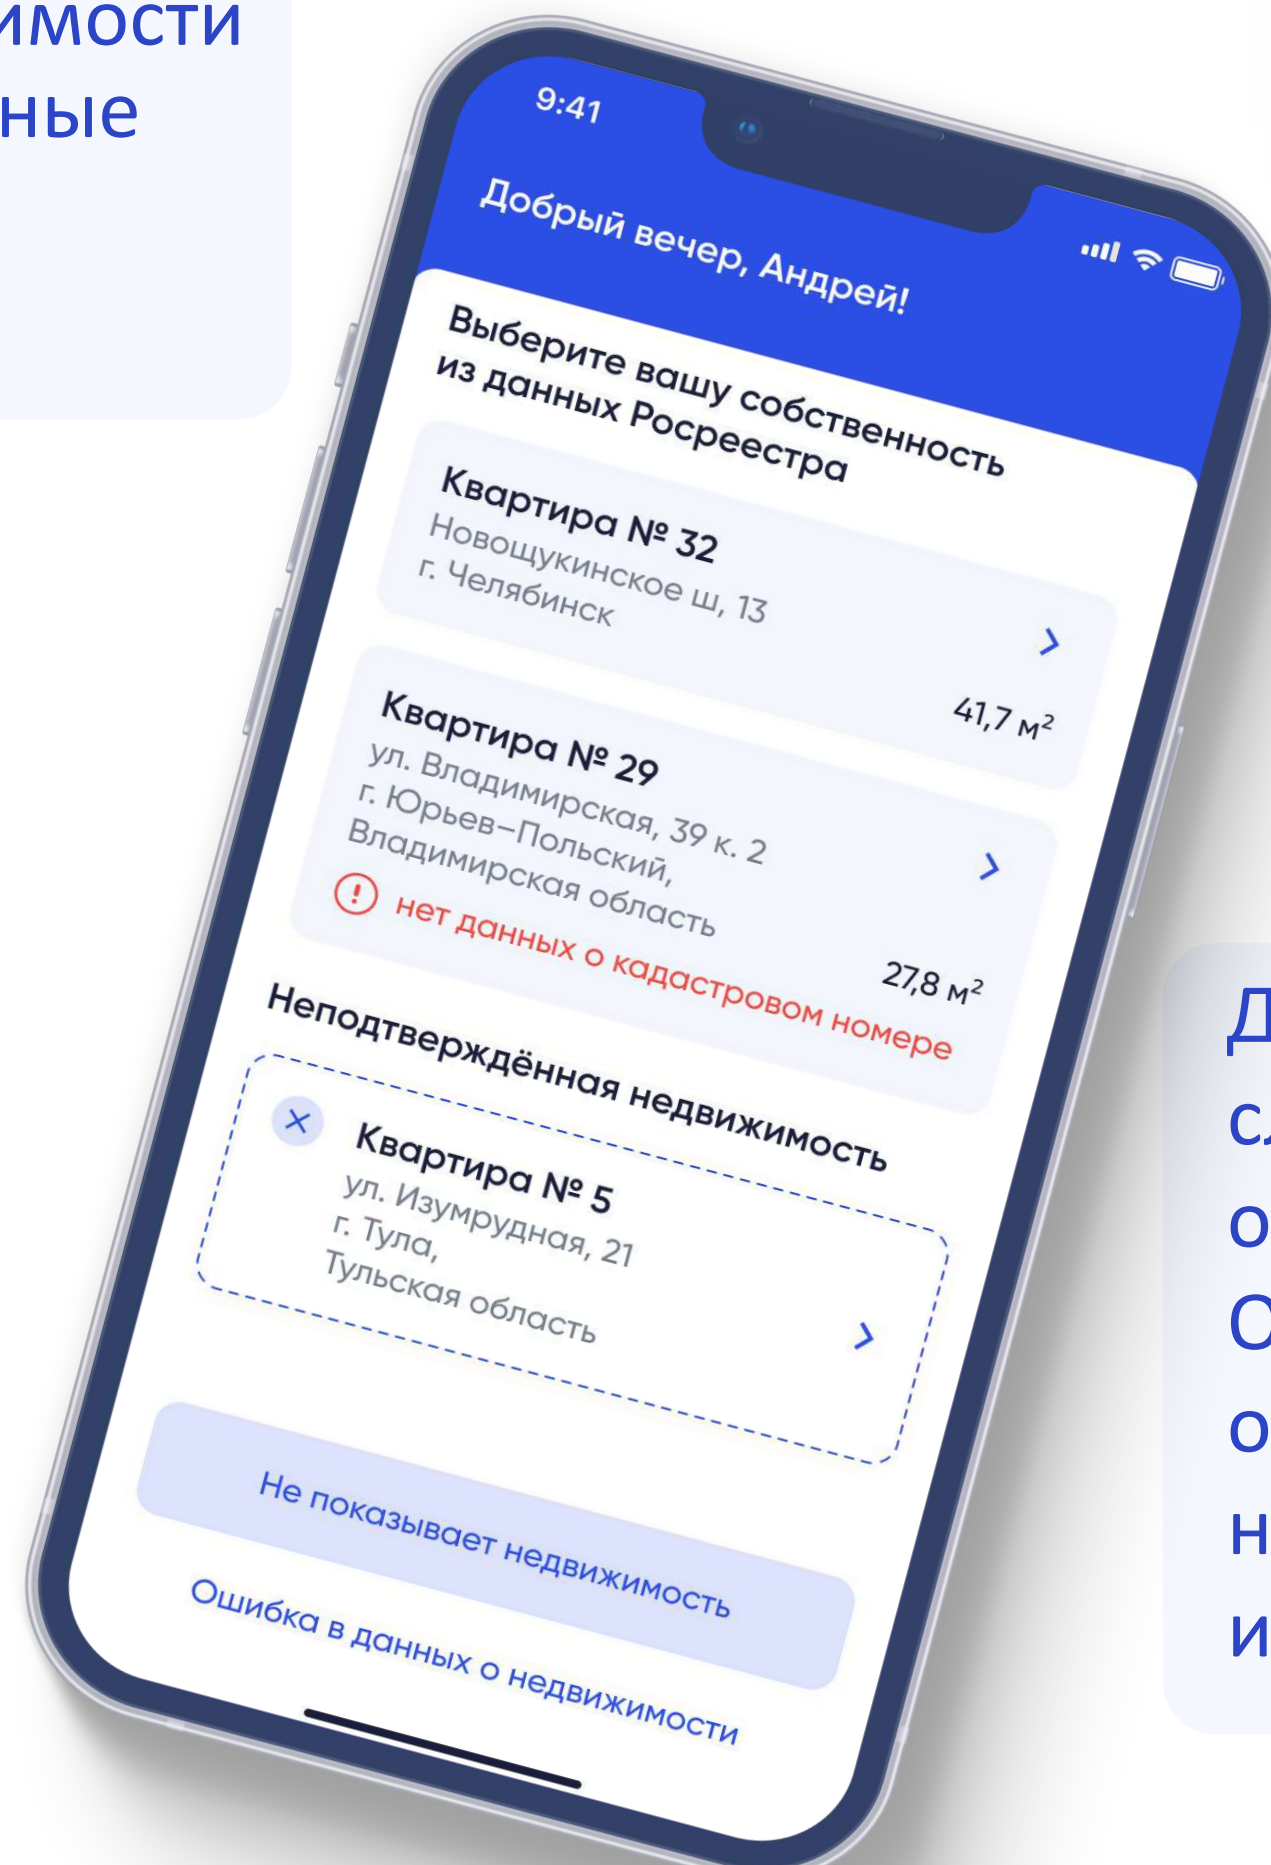 имости
ные
9:41
Добрый вечер, Андрей!
Выберите вашу собственность
из данных Росреестра
Квартира № 32
Новощукинское ш, 13
г. Челябинск
41,7 м²
Квартира № 29
ул. Владимирская, 39 к. 2
г. Юрьев–Польский,
Владимирская область
27,8 м²
нет данных о кадастровом номере
Неподтверждённая недвижимость
Квартира № 5
ул. Изумрудная, 21
г. Тула,
Тульская область
Не показывает недвижимость
Ошибка в данных о недвижимости